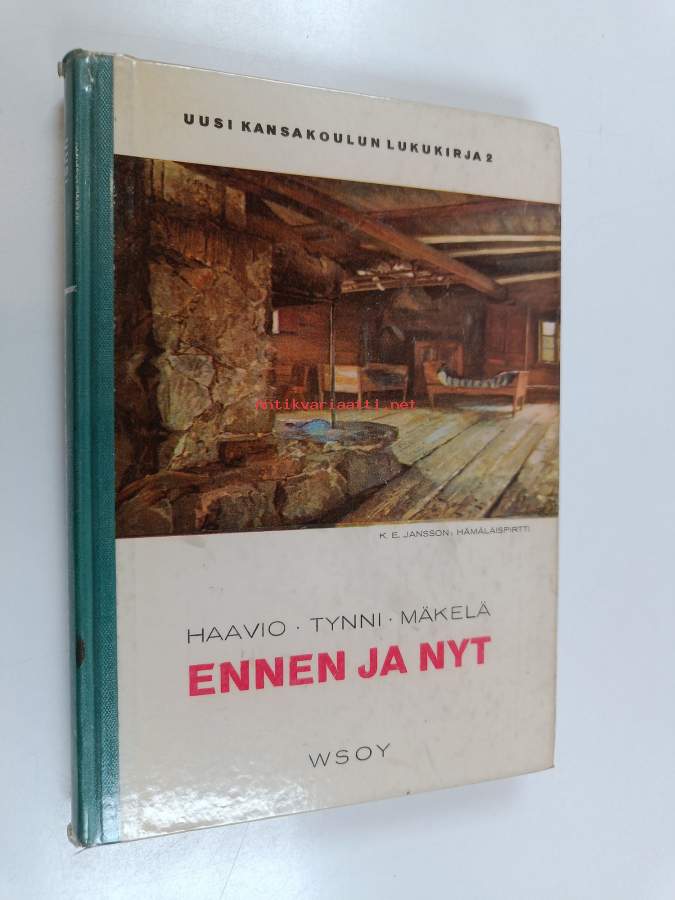 UUSI KANSAKOULUN LUKUKIRJA 2
antikvariaatti.net
K. E. JANSSON: HÄMÄLÄISPIRTTI
HAAVIO · TYNNI · MÄKELÄ
ENNEN JA NYT
WSOY